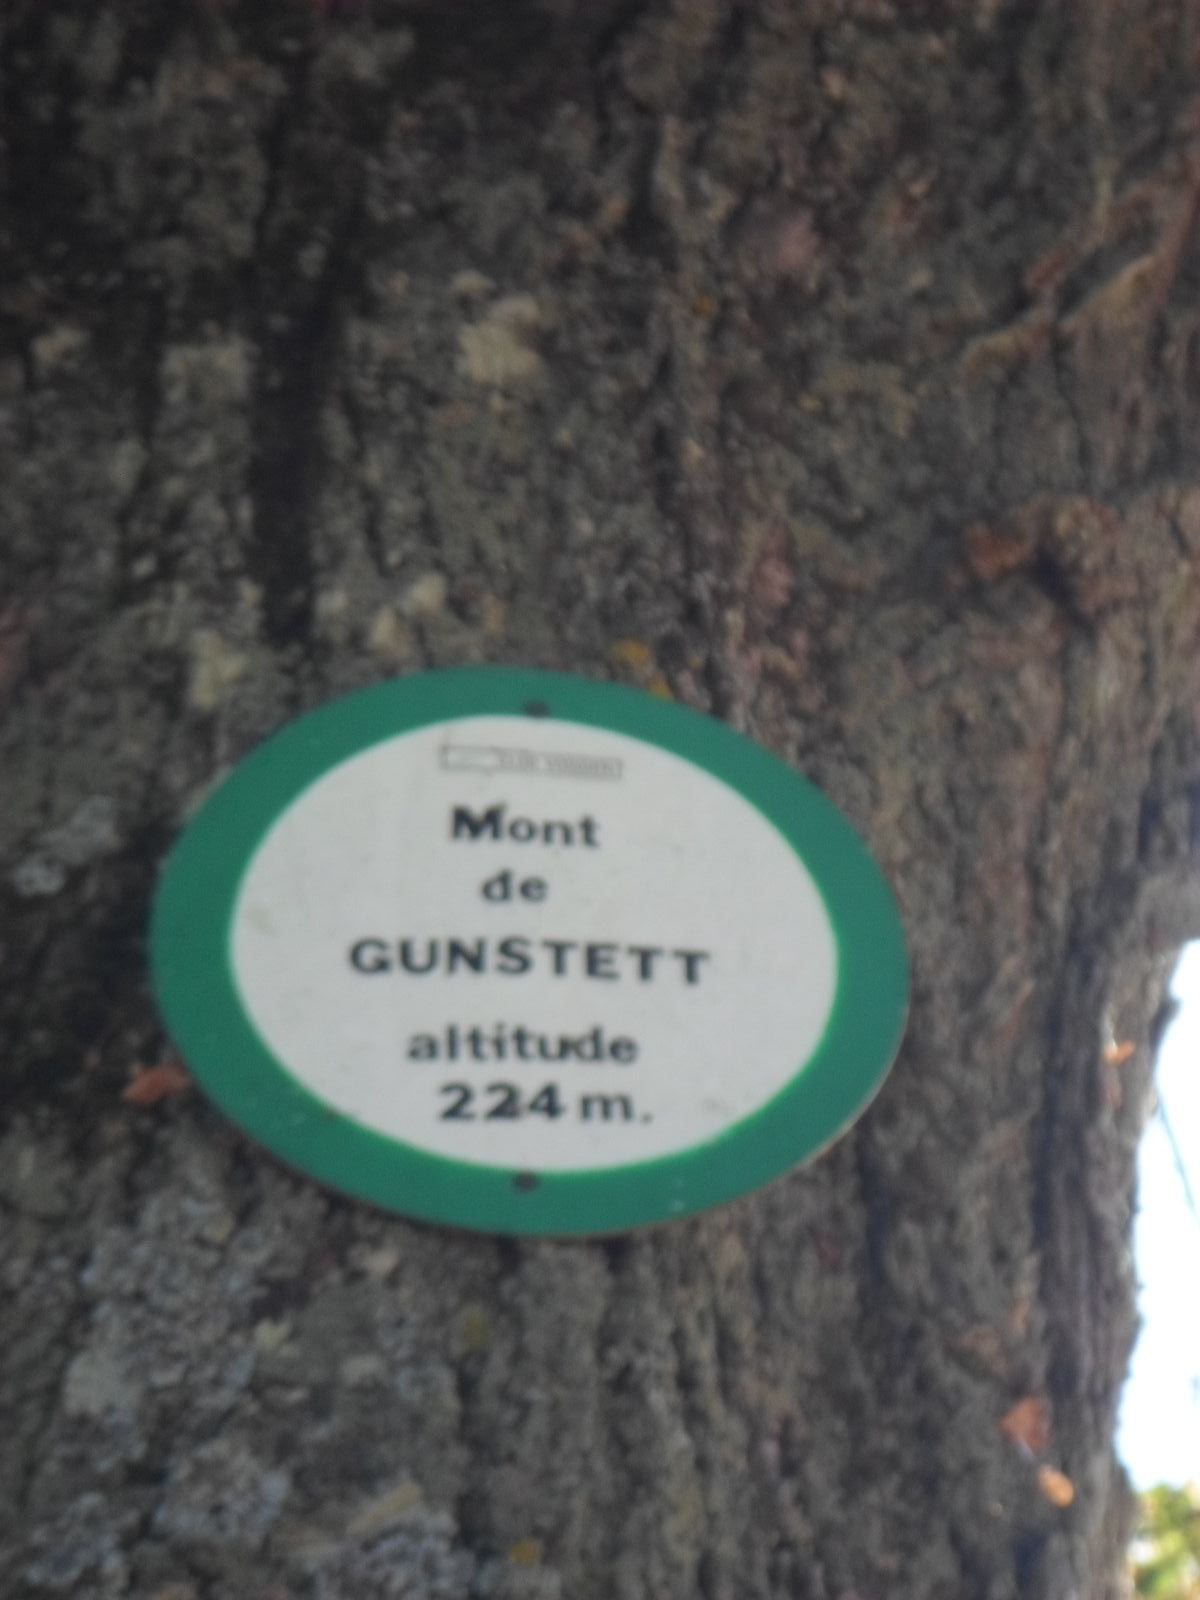 Mont
de
GUNSTETT
altitude
224 m.